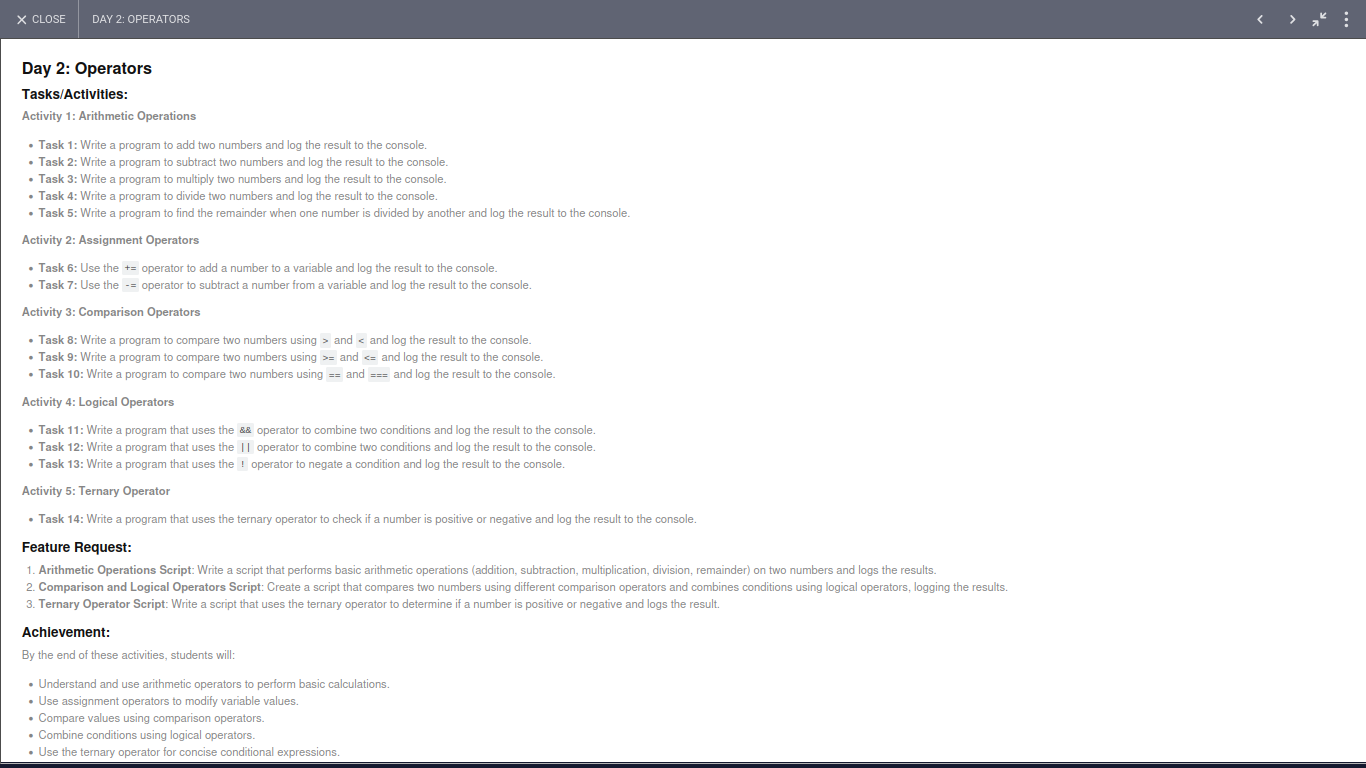 CLOSE
DAY 2: OPERATORS
Day 2: Operators
Tasks/Activities:
Activity 1: Arithmetic Operations
• Task 1: Write a program to add two numbers and log the result to the console.
• Task 2: Write a program to subtract two numbers and log the result to the console.
• Task 3: Write a program to multiply two numbers and log the result to the console.
• Task 4: Write a program to divide two numbers and log the result to the console.
• Task 5: Write a program to find the remainder when one number is divided by another and log the result to the console.
Activity 2: Assignment Operators
• Task 6: Use the += operator to add a number to a variable and log the result to the console.
• Task 7: Use the -= operator to subtract a number from a variable and log the result to the console.
Activity 3: Comparison Operators
• Task 8: Write a program to compare two numbers using > and < and log the result to the console.
• Task 9: Write a program to compare two numbers using >= and <= and log the result to the console.
• Task 10: Write a program to compare two numbers using == and === and log the result to the console.
Activity 4: Logical Operators
• Task 11: Write a program that uses the && operator to combine two conditions and log the result to the console.
• Task 12: Write a program that uses the || operator to combine two conditions and log the result to the console.
• Task 13: Write a program that uses the ! operator to negate a condition and log the result to the console.
Activity 5: Ternary Operator
• Task 14: Write a program that uses the ternary operator to check if a number is positive or negative and log the result to the console.
Feature Request:
1. Arithmetic Operations Script: Write a script that performs basic arithmetic operations (addition, subtraction, multiplication, division, remainder) on two numbers and logs the results.
2. Comparison and Logical Operators Script: Create a script that compares two numbers using different comparison operators and combines conditions using logical operators, logging the results.
3. Ternary Operator Script: Write a script that uses the ternary operator to determine if a number is positive or negative and logs the result.
Achievement:
By the end of these activities, students will:
• Understand and use arithmetic operators to perform basic calculations.
• Use assignment operators to modify variable values.
• Compare values using comparison operators.
• Combine conditions using logical operators.
• Use the ternary operator for concise conditional expressions.